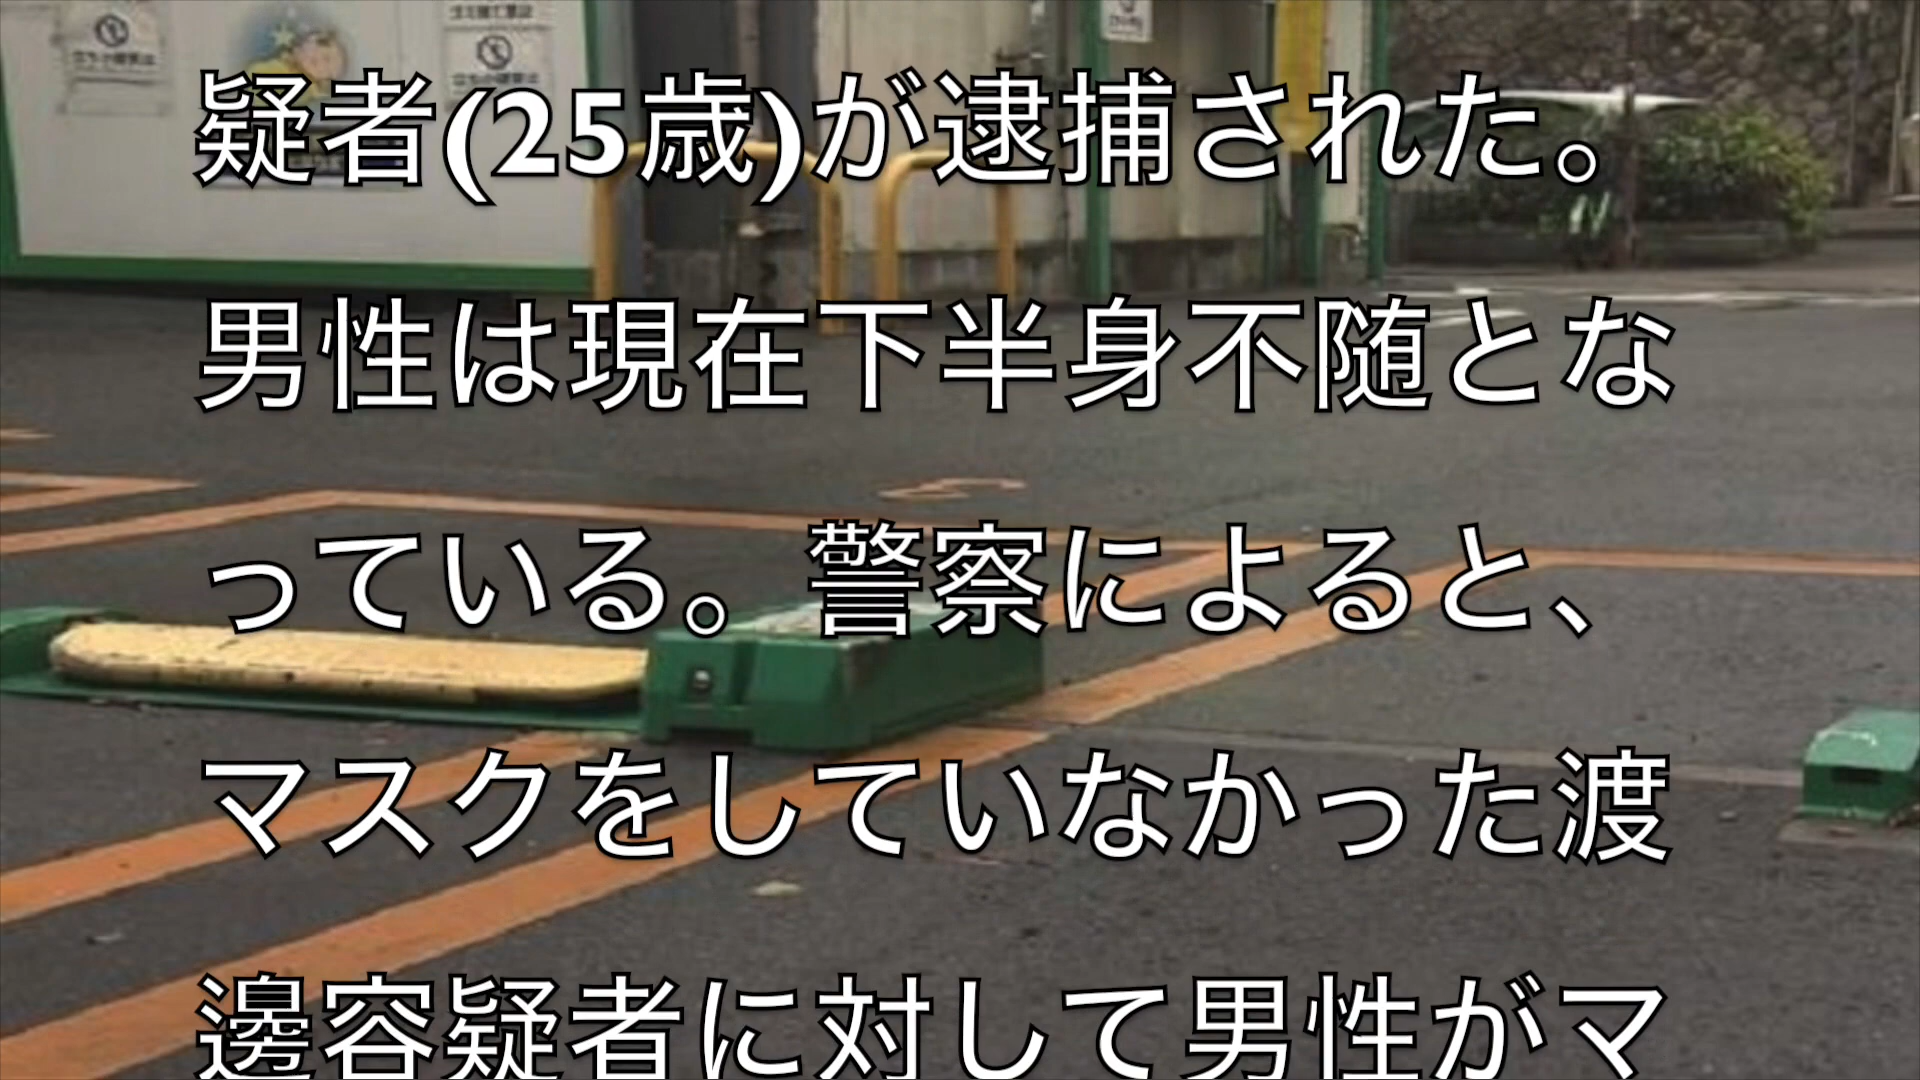 疑者(25歳)が逮捕された。
男性は現在下半身不随とな
っている。警察によると、
マスクをしていなかった渡
邊容疑者に対して男性がマ